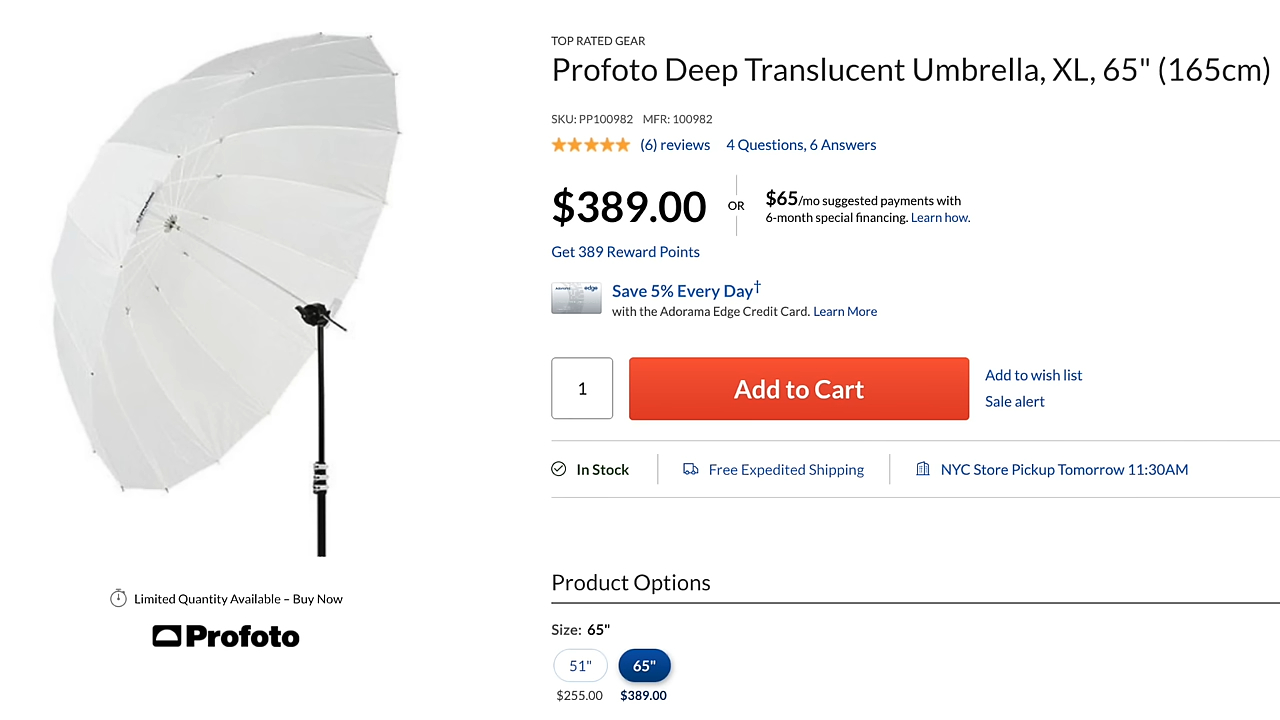 TOP RATED GEAR
Profoto Deep Translucent Umbrella, XL, 65" (165cm)
SKU: PP100982 MFR: 100982
(6) reviews 4 Questions, 6 Answers
$389.00 OR $65/mo suggested payments with
6-month special financing. Learn how.
Get 389 Reward Points
edge Save 5% Every Day†
with the Adorama Edge Credit Card. Learn More
1 Add to Cart Add to wish list
Sale alert
In Stock Free Expedited Shipping NYC Store Pickup Tomorrow 11:30AM
Limited Quantity Available – Buy Now
Profoto
Product Options
Size: 65"
51" 65"
$255.00 $389.00